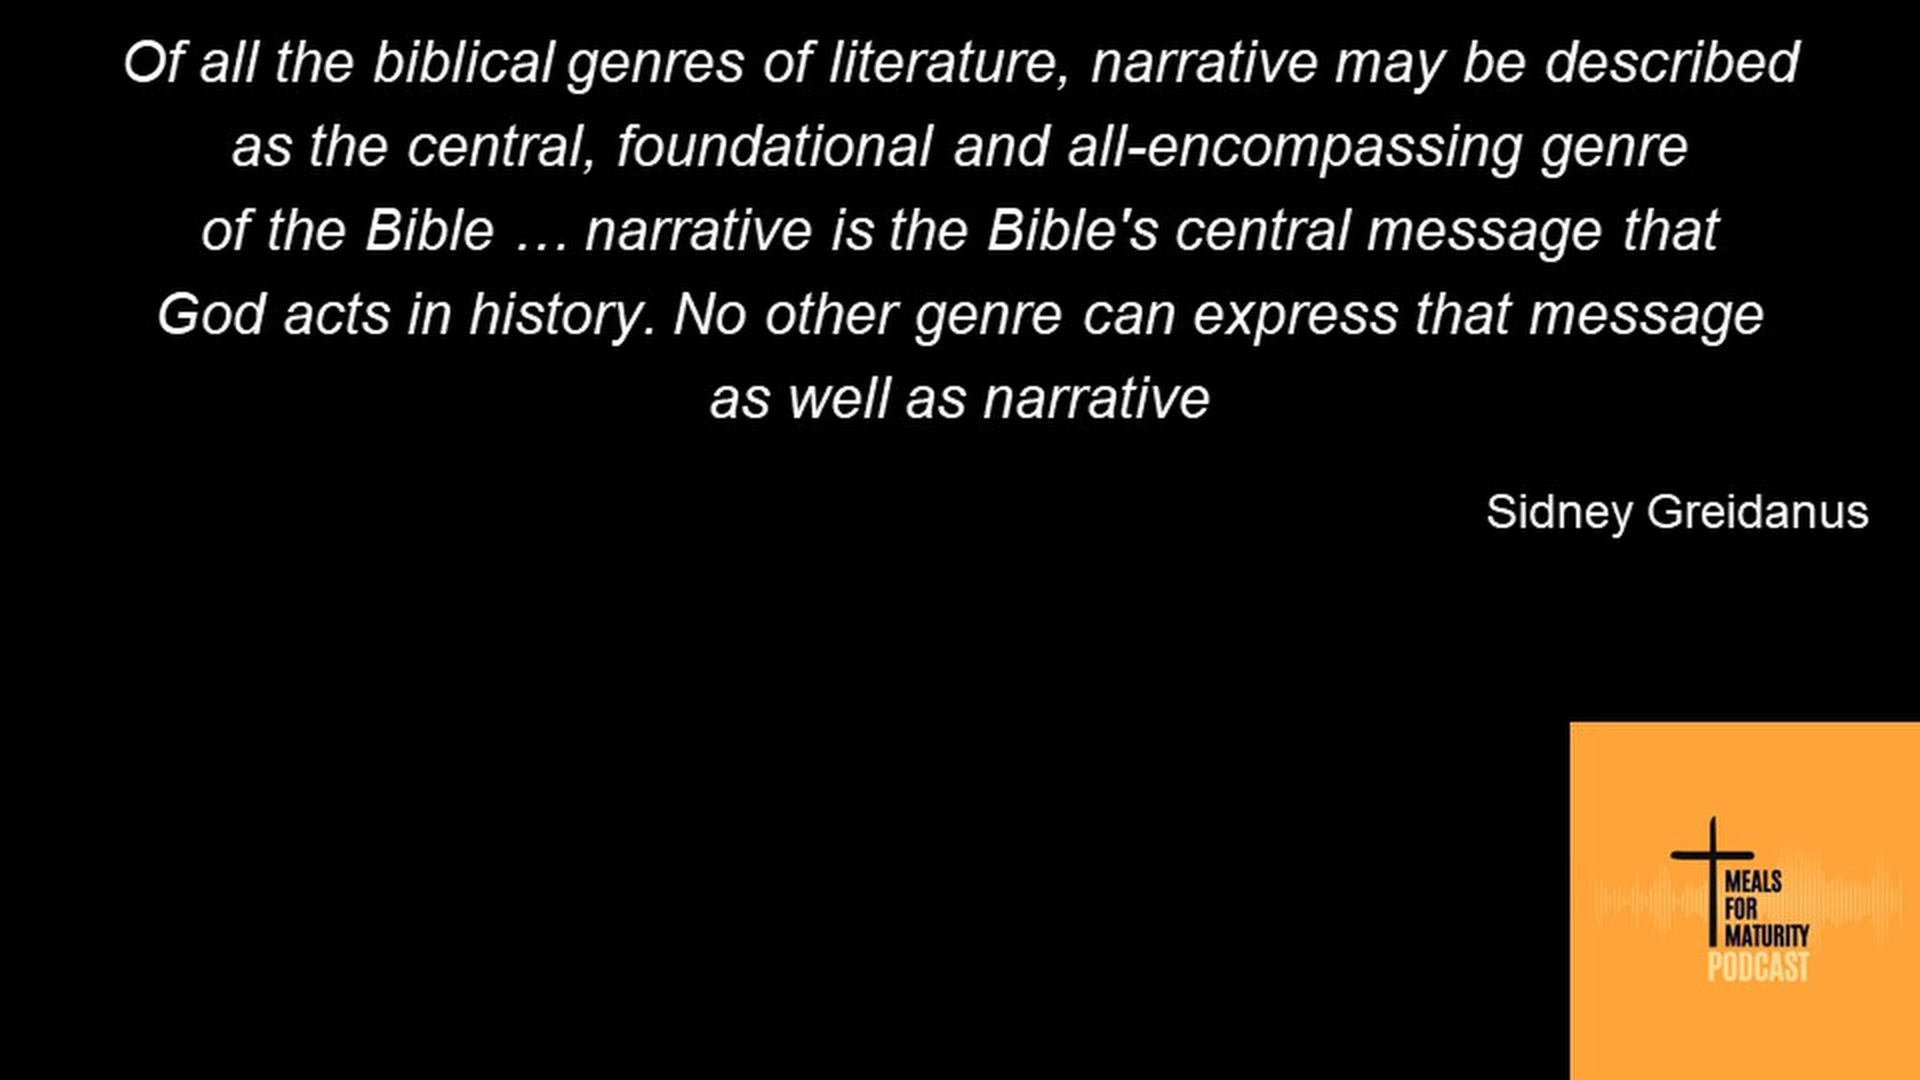 Of all the biblical genres of literature, narrative may be described
as the central, foundational and all-encompassing genre
of the Bible … narrative is the Bible's central message that
God acts in history. No other genre can express that message
as well as narrative
Sidney Greidanus
MEALS
FOR
MATURITY
PODCAST